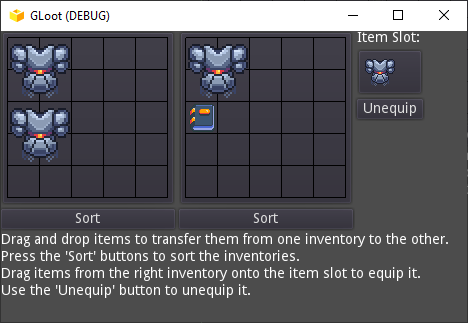 GLoot (DEBUG)
Item Slot:
Unequip
Sort
Sort
Drag and drop items to transfer them from one inventory to the other.
Press the 'Sort' buttons to sort the inventories.
Drag items from the right inventory onto the item slot to equip it.
Use the 'Unequip' button to unequip it.